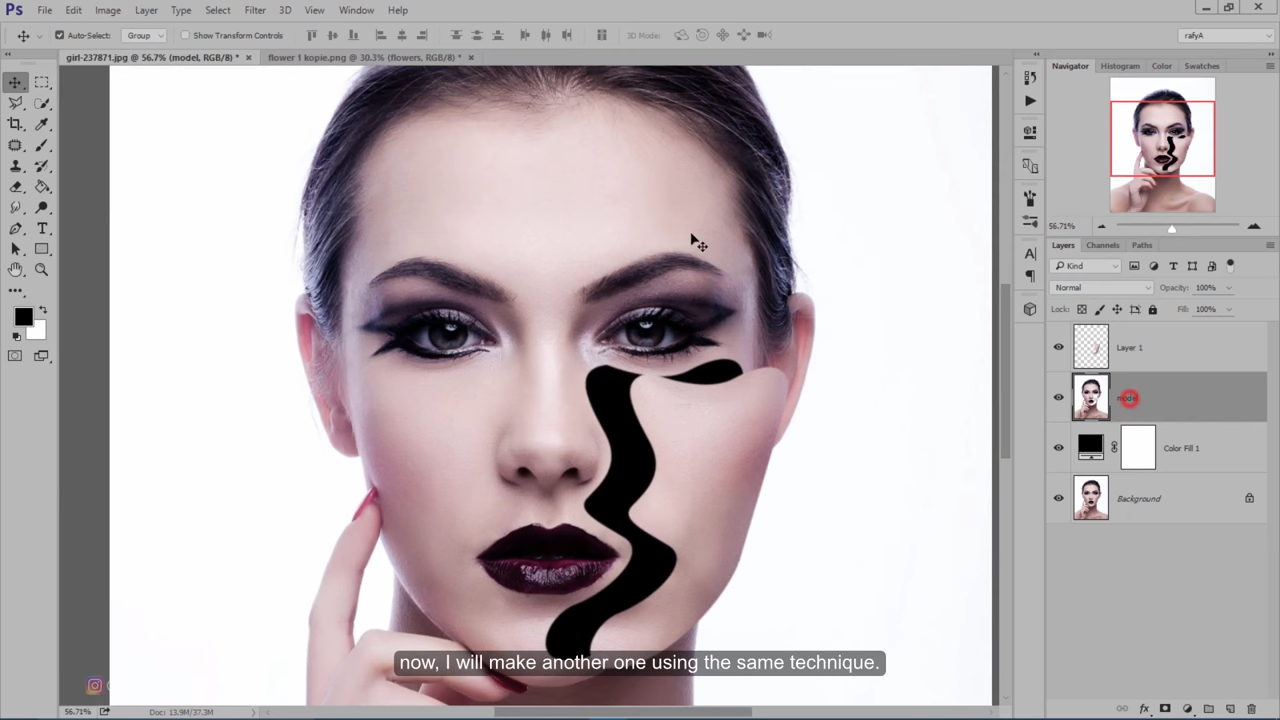 Ps File Edit Image Layer Type Select Filter 3D View Window Help
Auto-Select: Group Show Transform Controls 3D Mode: rafyA
girl-237871.jpg @ 56.7% (model, RGB/8) * × flower 1 kopie.png @ 30.3% (flowers, RGB/8) * ×
Navigator Histogram Color Swatches
56.71%
Layers Channels Paths
Kind
Normal Opacity: 100%
Lock: Fill: 100%
Layer 1
model
Color Fill 1
Background
now, I will make another one using the same technique.
56.71% Doc: 13.9M/37.3M
fx